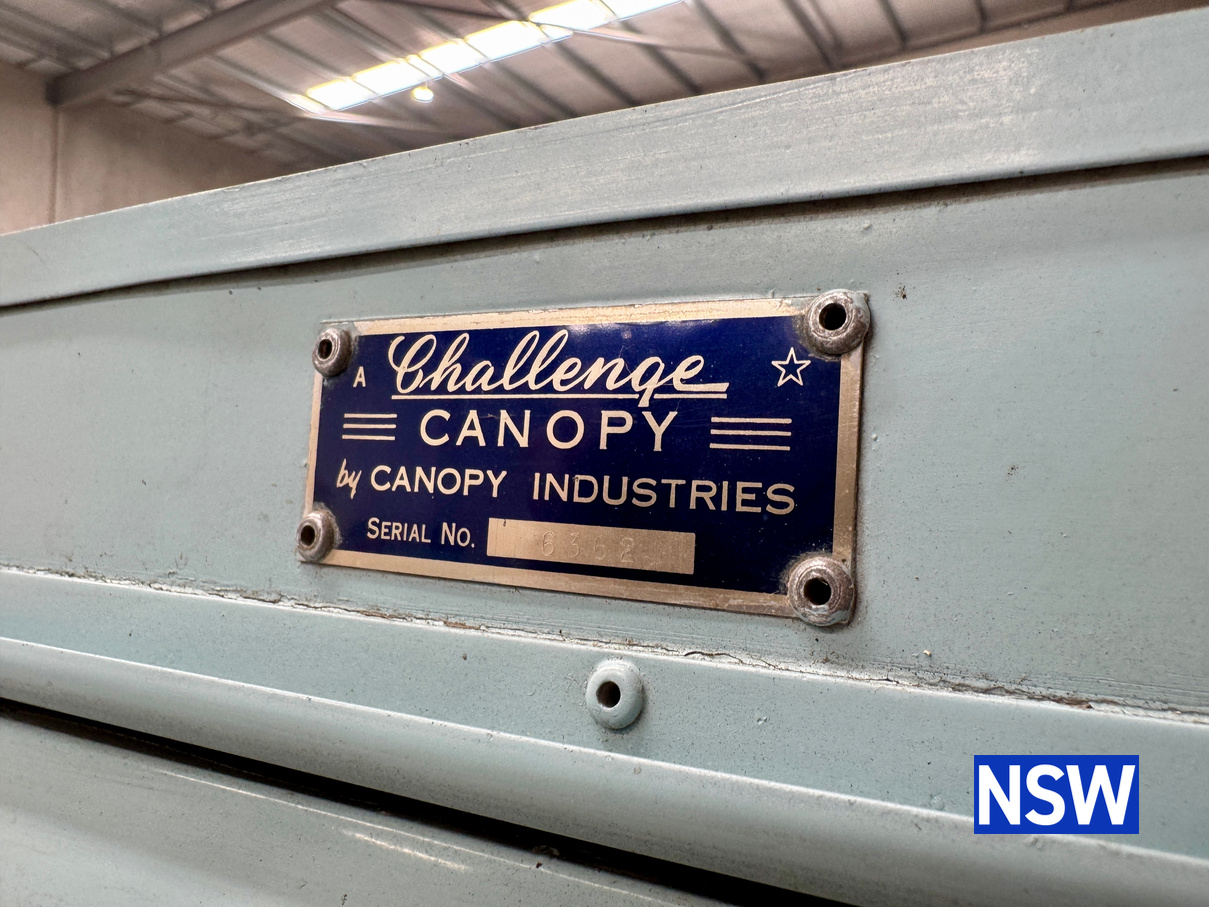 A Challenge
CANOPY
by CANOPY INDUSTRIES
SERIAL No. 6362
NSW